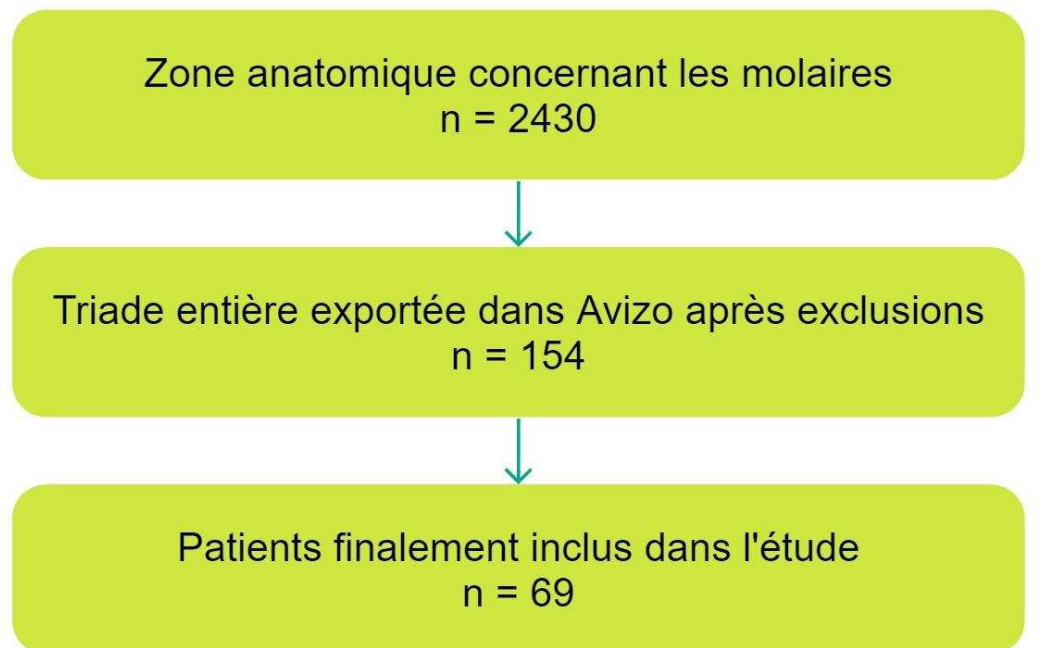 Zone anatomique concernant les molaires
n = 2430
Triade entière exportée dans Avizo après exclusions
n = 154
Patients finalement inclus dans l'étude
n = 69